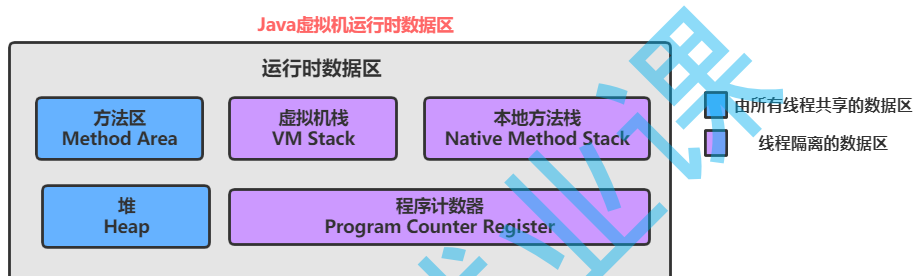 Java虚拟机运行时数据区
运行时数据区
方法区
Method Area
虚拟机栈
VM Stack
本地方法栈
Native Method Stack
由所有线程共享的数据区
线程隔离的数据区
堆
Heap
程序计数器
Program Counter Register
业课